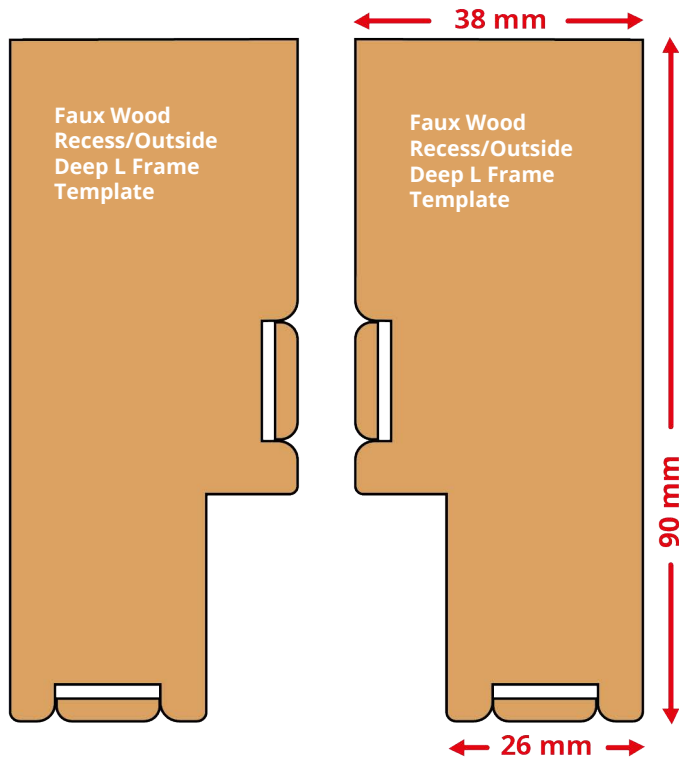 38 mm
Faux Wood
Recess/Outside
Deep L Frame
Template
Faux Wood
Recess/Outside
Deep L Frame
Template
90 mm
26 mm